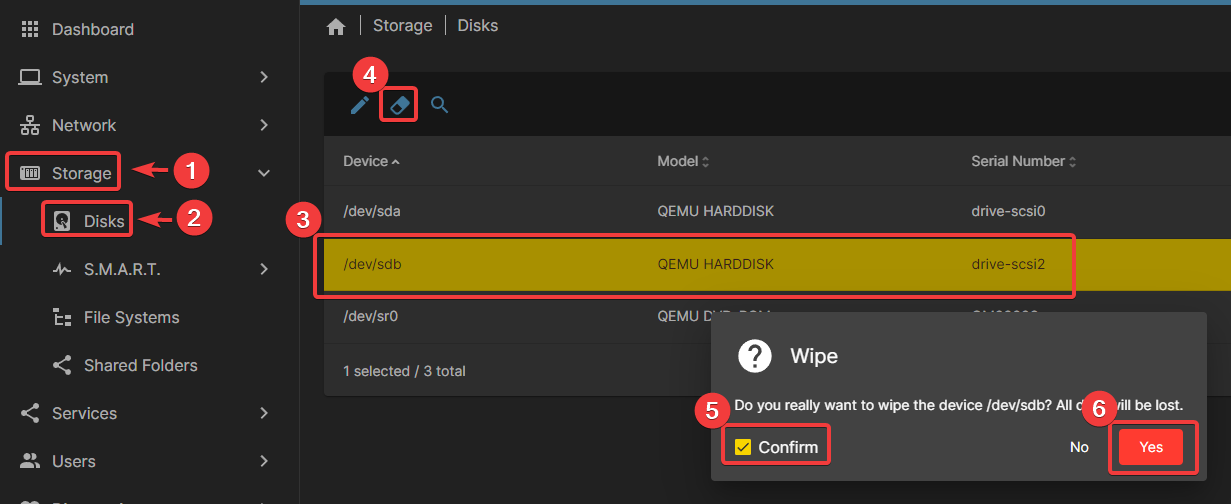 Dashboard
System
Network
Storage
Disks
S.M.A.R.T.
File Systems
Shared Folders
Services
Users
1
2
Storage | Disks
4
Device Model Serial Number
/dev/sda QEMU HARDDISK drive-scsi0
3
/dev/sdb QEMU HARDDISK drive-scsi2
/dev/sr0 QEMU
1 selected / 3 total
Wipe
Do you really want to wipe the device /dev/sdb? All will be lost.
5
6
Confirm
No
Yes